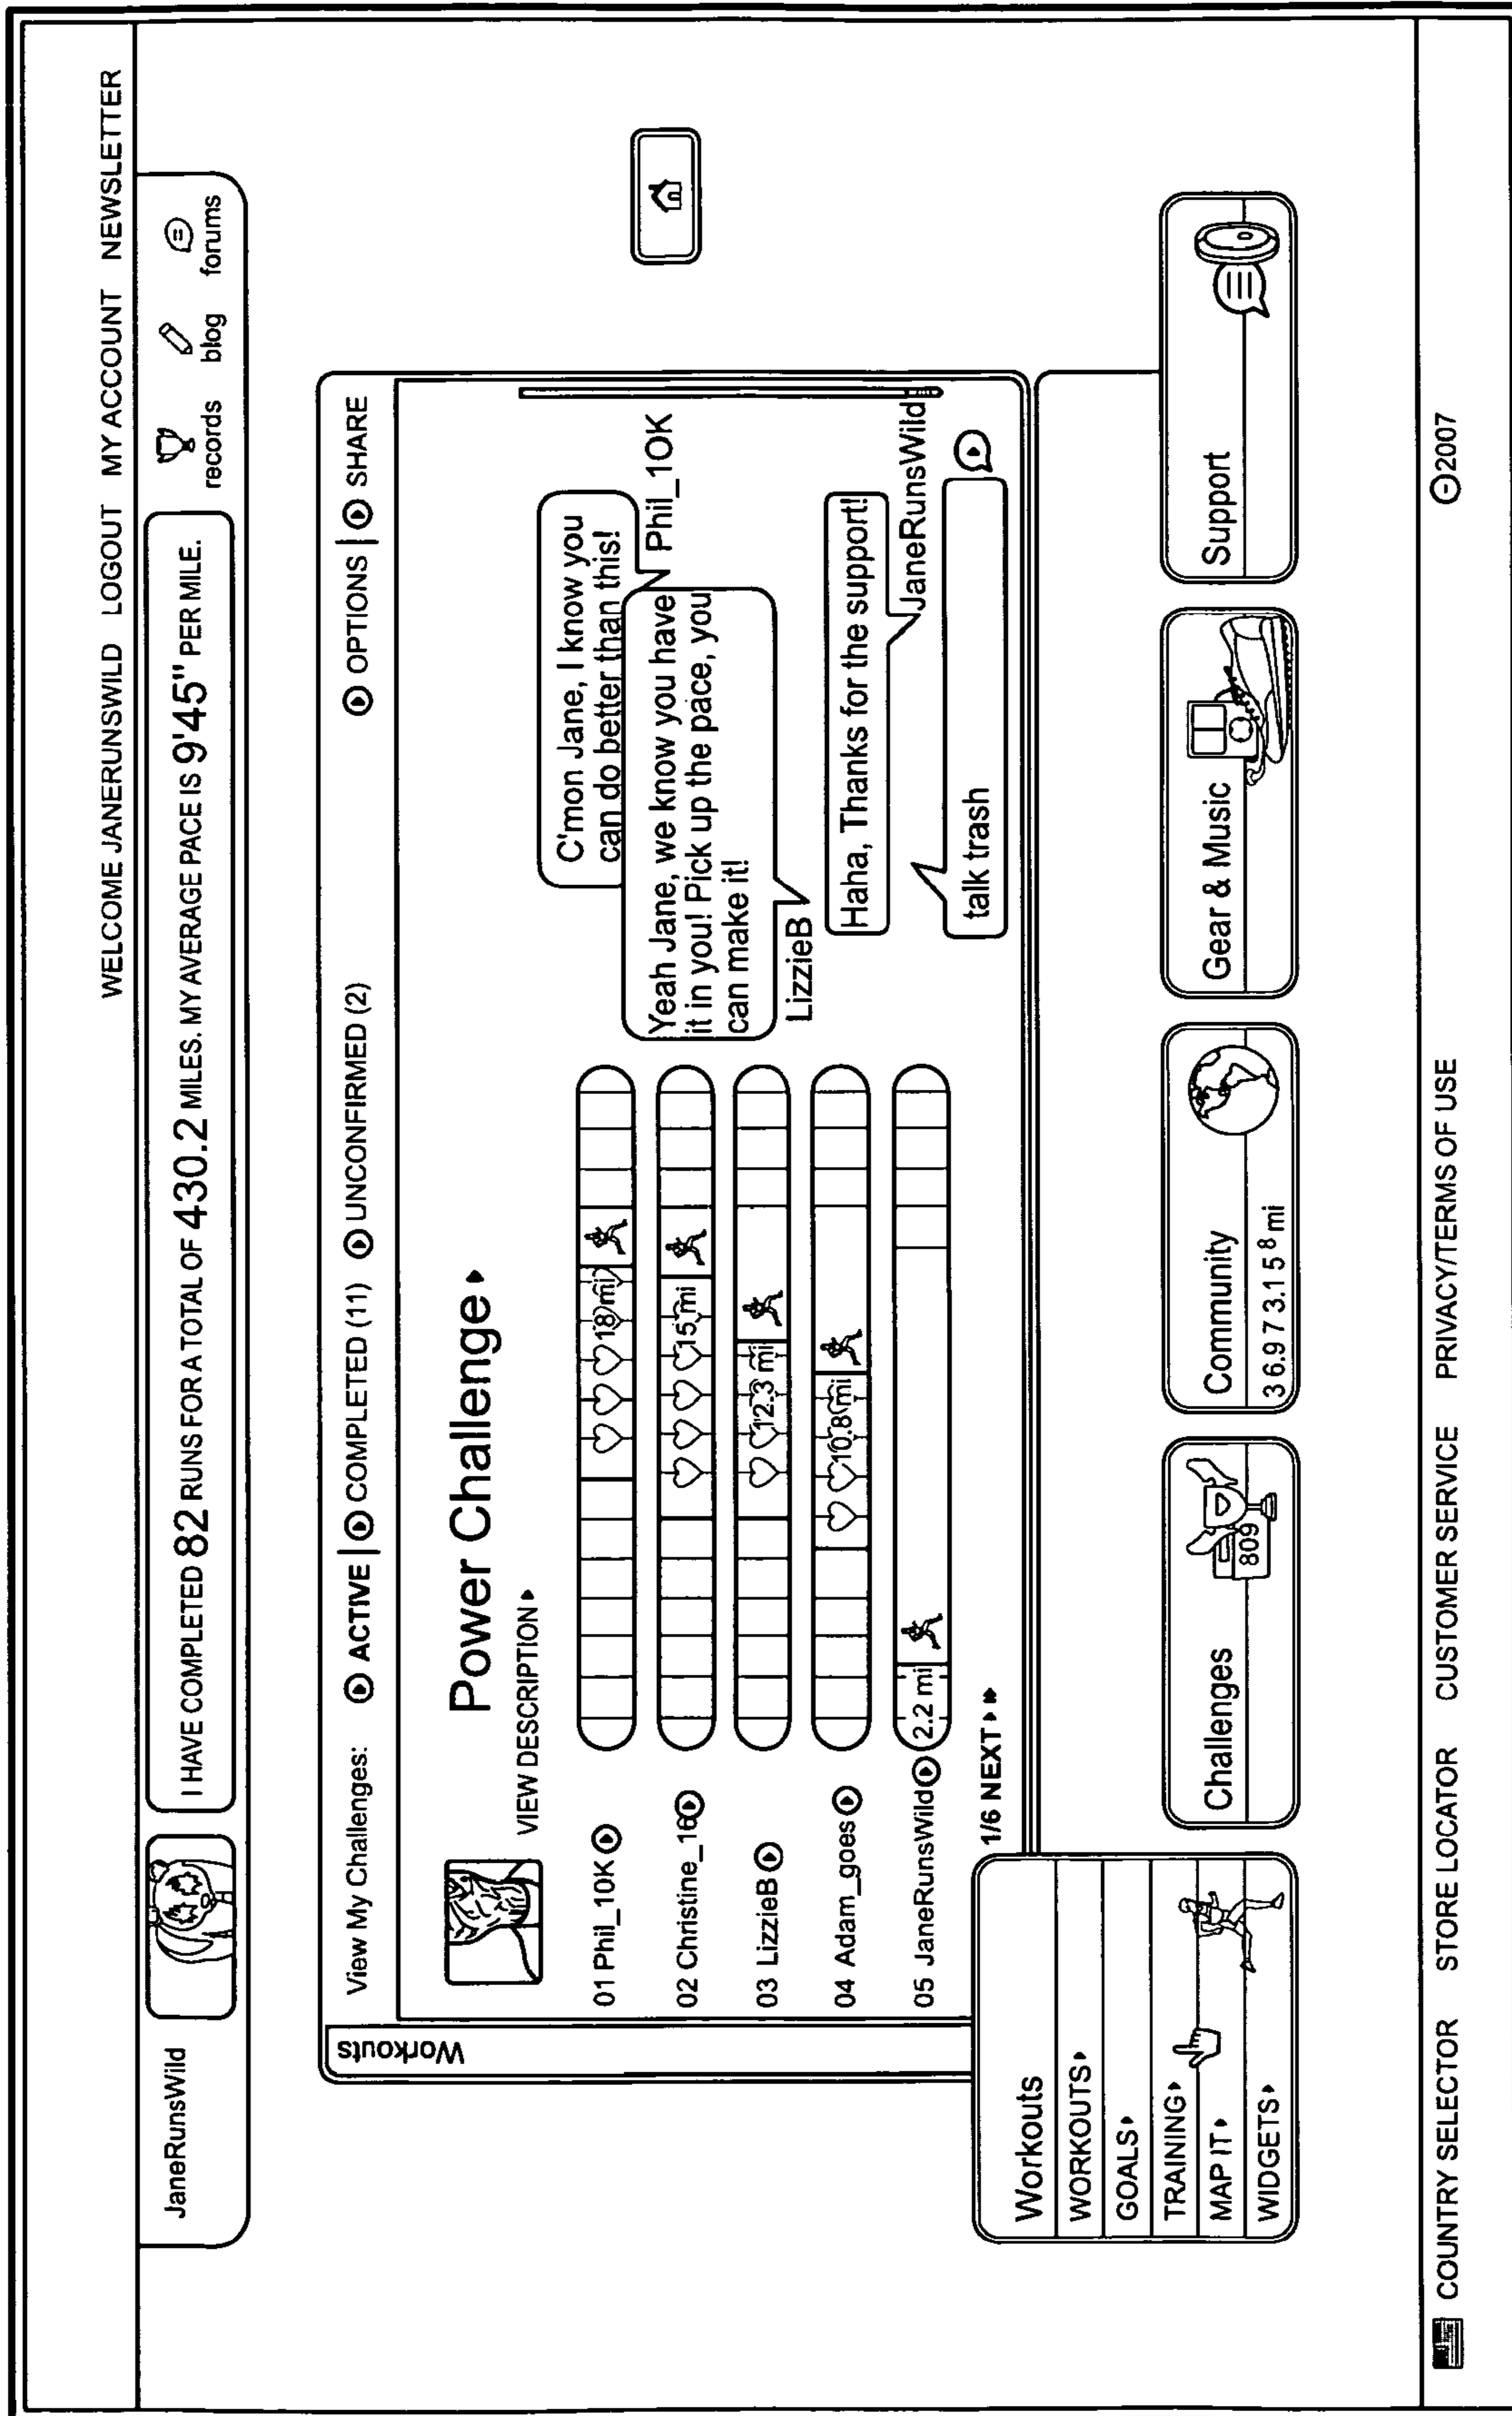 WELCOME JANERUNSWILD LOGOUT MY ACCOUNT NEWSLETTER
JaneRunsWild
I HAVE COMPLETED 82 RUNS FOR A TOTAL OF 430.2 MILES. MY AVERAGE PACE IS 9'45" PER MILE.
records blog forums
Workouts
View My Challenges: ACTIVE | COMPLETED (11) UNCONFIRMED (2) OPTIONS | SHARE
Power Challenge
VIEW DESCRIPTION
01 Phil_10K 18 mi
02 Christine_16 15 mi
03 LizzieB 12.3 mi
04 Adam_goes 10.8 mi
05 JaneRunsWild 2.2 mi
1/6 NEXT
C'mon Jane, I know you
can do better than this!
Phil_10K
Yeah Jane, we know you have
it in you! Pick up the pace, you
can make it!
LizzieB
Haha, Thanks for the support!
JaneRunsWild
talk trash
Workouts
WORKOUTS
GOALS
TRAINING
MAP IT
WIDGETS
Challenges
809
Community
3 6.9 7 3.1 5 8 mi
Gear & Music
Support
COUNTRY SELECTOR STORE LOCATOR CUSTOMER SERVICE PRIVACY/TERMS OF USE 2007